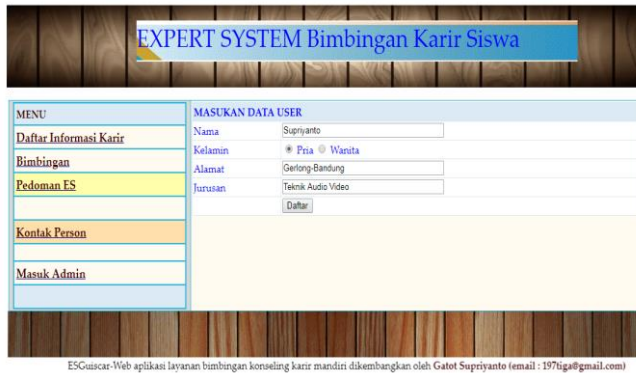 EXPERT SYSTEM Bimbingan Karir Siswa
MENU
Daftar Informasi Karir
Bimbingan
Pedoman ES
Kontak Person
Masuk Admin
MASUKAN DATA USER
Nama Supriyanto
Kelamin Pria Wanita
Alamat Gerlong-Bandung
Jurusan Teknik Audio Video
Daftar
ESGuiscar-Web aplikasi layanan bimbingan konseling karir mandiri dikembangkan oleh Gatot Supriyanto (email : 197tiga@gmail.com)